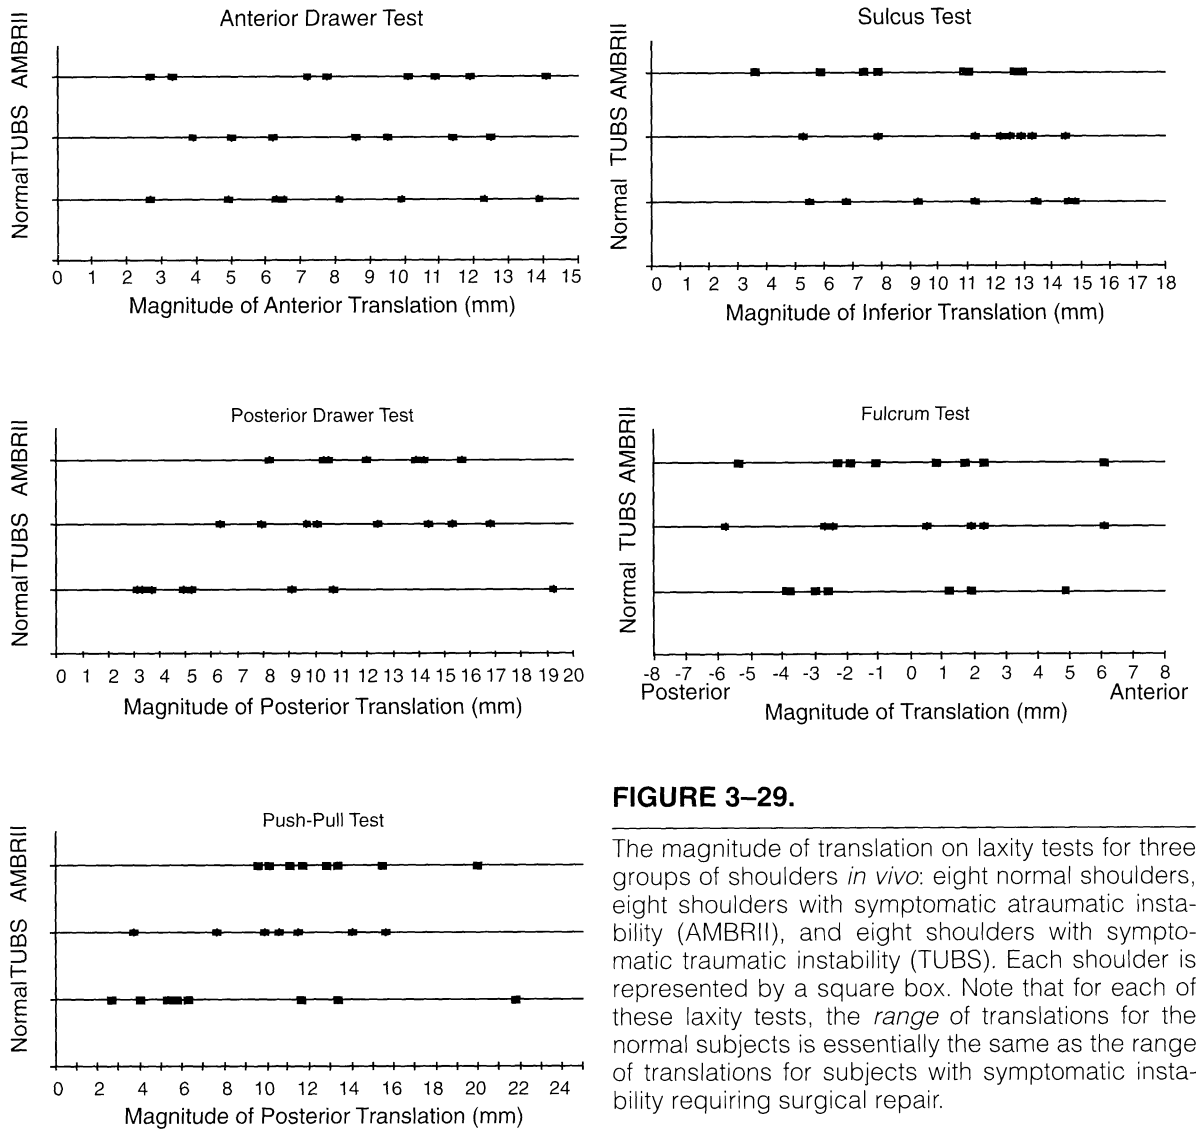 Anterior Drawer Test
AMBRII
TUBS
Normal
0 1 2 3 4 5 6 7 8 9 10 11 12 13 14 15
Magnitude of Anterior Translation (mm)
Sulcus Test
AMBRII
TUBS
Normal
0 1 2 3 4 5 6 7 8 9 10 11 12 13 14 15 16 17 18
Magnitude of Inferior Translation (mm)
Posterior Drawer Test
AMBRII
TUBS
Normal
0 1 2 3 4 5 6 7 8 9 10 11 12 13 14 15 16 17 18 19 20
Magnitude of Posterior Translation (mm)
Fulcrum Test
AMBRII
TUBS
Normal
-8 -7 -6 -5 -4 -3 -2 -1 0 1 2 3 4 5 6 7 8
Posterior Anterior
Magnitude of Translation (mm)
Push-Pull Test
AMBRII
TUBS
Normal
0 2 4 6 8 10 12 14 16 18 20 22 24
Magnitude of Posterior Translation (mm)
FIGURE 3–29.
The magnitude of translation on laxity tests for three
groups of shoulders in vivo: eight normal shoulders,
eight shoulders with symptomatic atraumatic insta-
bility (AMBRII), and eight shoulders with sympto-
matic traumatic instability (TUBS). Each shoulder is
represented by a square box. Note that for each of
these laxity tests, the range of translations for the
normal subjects is essentially the same as the range
of translations for subjects with symptomatic insta-
bility requiring surgical repair.